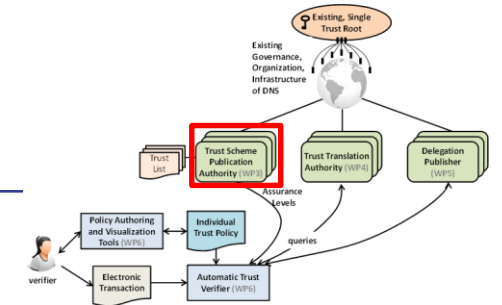 Existing, Single
Trust Root
Existing
Governance,
Organization,
Infrastructure
of DNS
Trust
List
Trust Scheme
Publication
Authority (WP3)
Trust Translation
Authority (WP4)
Delegation
Publisher
(WP5)
Assurance
Levels
Policy Authoring
and Visualization
Tools (WP6)
Individual
Trust Policy
queries
verifier
Electronic
Transaction
Automatic Trust
Verifier (WP6)